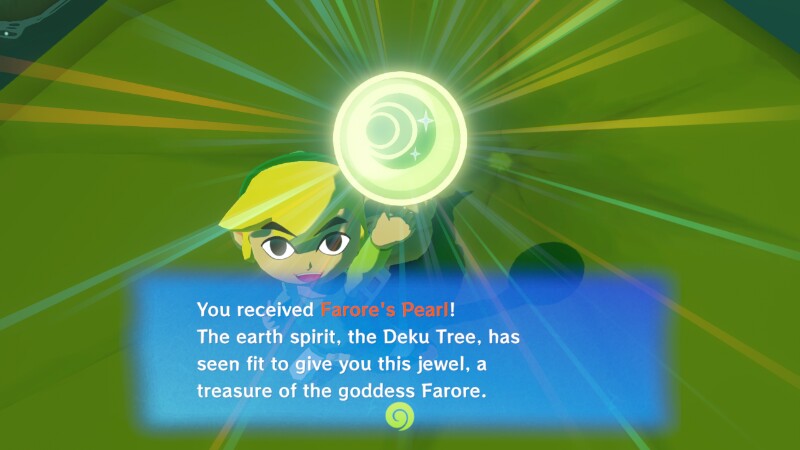 You received Farore's Pearl!
The earth spirit, the Deku Tree, has
seen fit to give you this jewel, a
treasure of the goddess Farore.